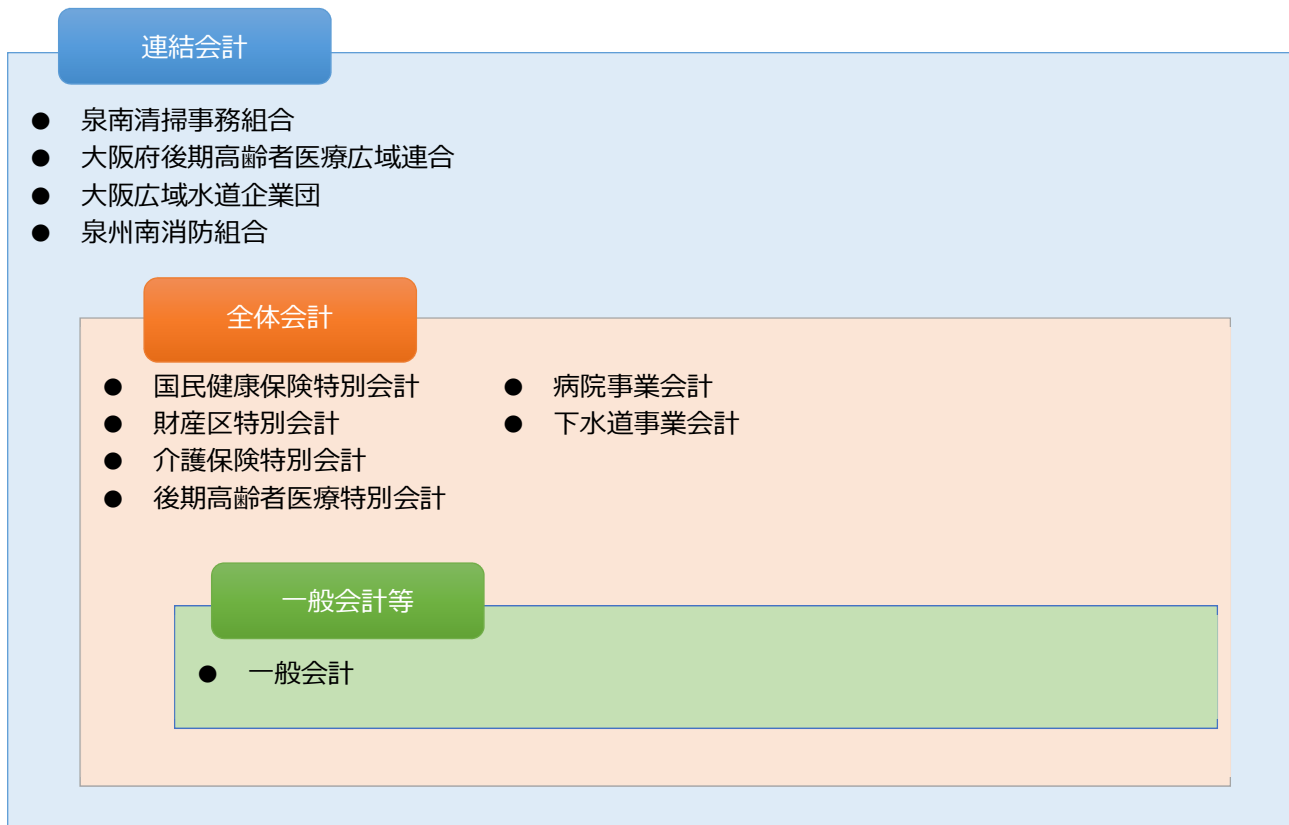 連結会計
● 泉南清掃事務組合
● 大阪府後期高齢者医療広域連合
● 大阪広域水道企業団
● 泉州南消防組合
全体会計
● 国民健康保険特別会計 ● 病院事業会計
● 財産区特別会計 ● 下水道事業会計
● 介護保険特別会計
● 後期高齢者医療特別会計
一般会計等
● 一般会計